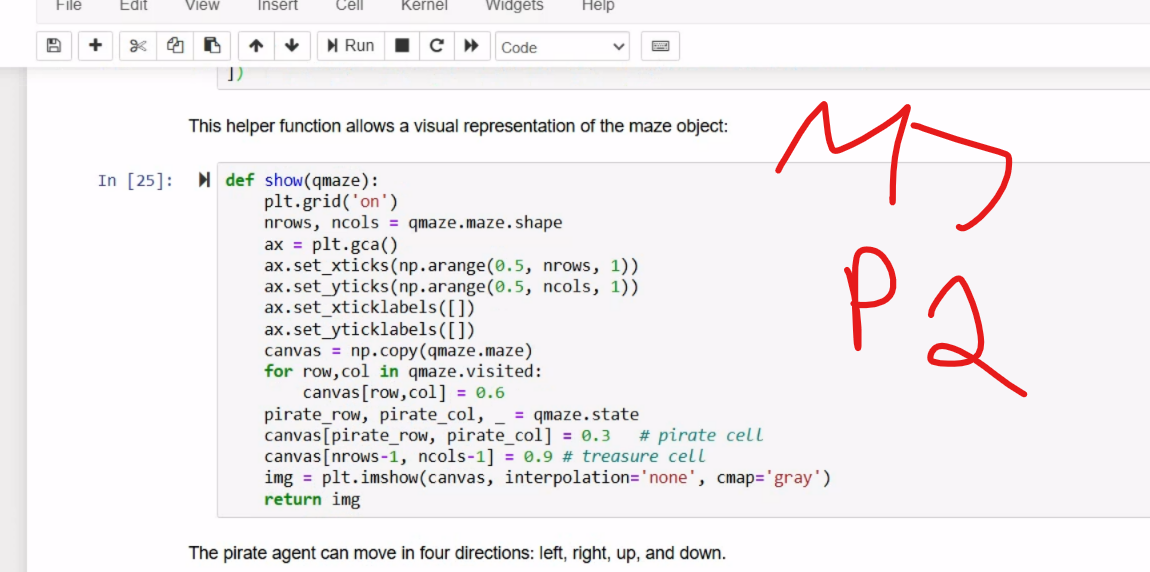 File Edit View Insert Cell Kernel Widgets Help
Run Code
])
This helper function allows a visual representation of the maze object:
In [25]: def show(qmaze):
plt.grid('on')
nrows, ncols = qmaze.maze.shape
ax = plt.gca()
ax.set_xticks(np.arange(0.5, nrows, 1))
ax.set_yticks(np.arange(0.5, ncols, 1))
ax.set_xticklabels([])
ax.set_yticklabels([])
canvas = np.copy(qmaze.maze)
for row,col in qmaze.visited:
canvas[row,col] = 0.6
pirate_row, pirate_col, _ = qmaze.state
canvas[pirate_row, pirate_col] = 0.3 # pirate cell
canvas[nrows-1, ncols-1] = 0.9 # treasure cell
img = plt.imshow(canvas, interpolation='none', cmap='gray')
return img
The pirate agent can move in four directions: left, right, up, and down.
P2